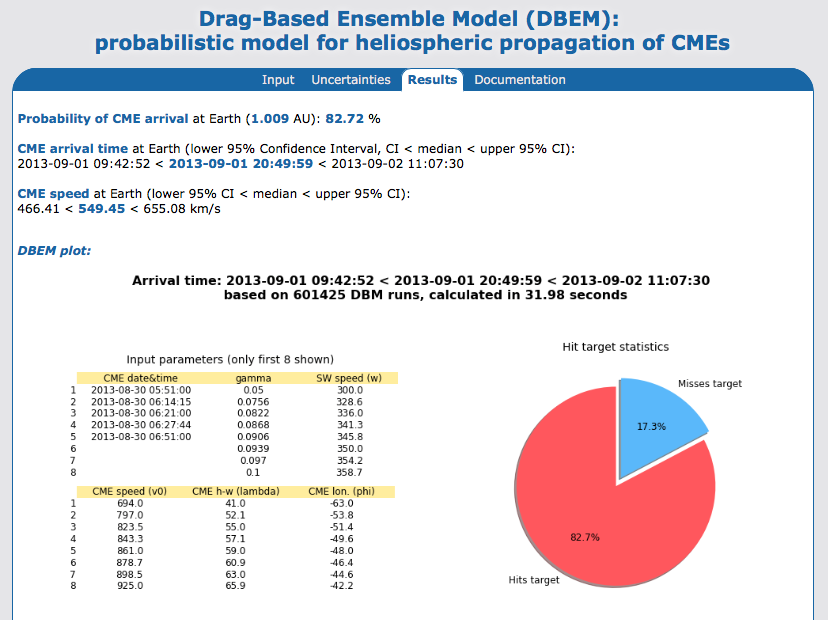 Drag-Based Ensemble Model (DBEM):
probabilistic model for heliospheric propagation of CMEs
Input Uncertainties Results Documentation
Probability of CME arrival at Earth (1.009 AU): 82.72 %
CME arrival time at Earth (lower 95% Confidence Interval, CI < median < upper 95% CI):
2013-09-01 09:42:52 < 2013-09-01 20:49:59 < 2013-09-02 11:07:30
CME speed at Earth (lower 95% CI < median < upper 95% CI):
466.41 < 549.45 < 655.08 km/s
DBEM plot:
Arrival time: 2013-09-01 09:42:52 < 2013-09-01 20:49:59 < 2013-09-02 11:07:30
based on 601425 DBM runs, calculated in 31.98 seconds
Input parameters (only first 8 shown)
CME date&time gamma SW speed (w)
1 2013-08-30 05:51:00 0.05 300.0
2 2013-08-30 06:14:15 0.0756 328.6
3 2013-08-30 06:21:00 0.0822 336.0
4 2013-08-30 06:27:44 0.0868 341.3
5 2013-08-30 06:51:00 0.0906 345.8
6 0.0939 350.0
7 0.097 354.2
8 0.1 358.7
CME speed (v0) CME h-w (lambda) CME lon. (phi)
1 694.0 41.0 -63.0
2 797.0 52.1 -53.8
3 823.5 55.0 -51.4
4 843.3 57.1 -49.6
5 861.0 59.0 -48.0
6 878.7 60.9 -46.4
7 898.5 63.0 -44.6
8 925.0 65.9 -42.2
Hit target statistics
Misses target
17.3%
82.7%
Hits target